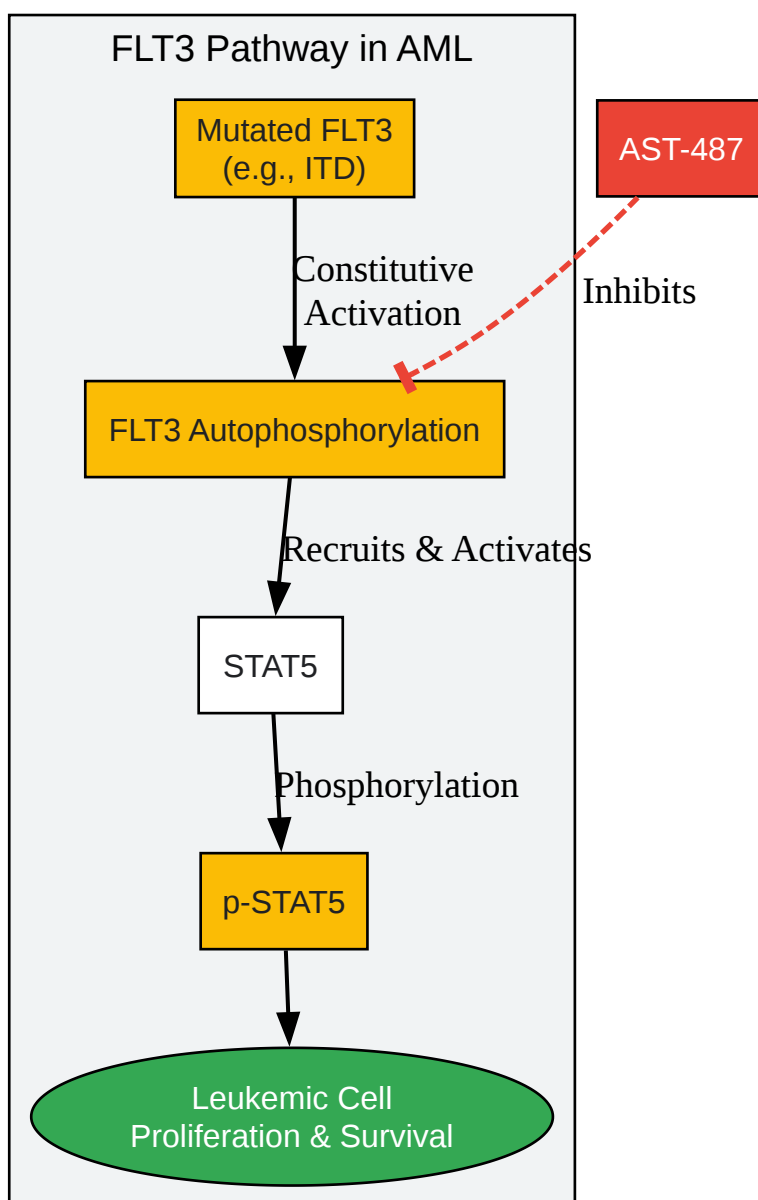 FLT3 Pathway in AML
Mutated FLT3
(e.g., ITD)
AST-487
Constitutive
Activation
Inhibits
FLT3 Autophosphorylation
Recruits & Activates
STAT5
Phosphorylation
p-STAT5
Leukemic Cell
Proliferation & Survival